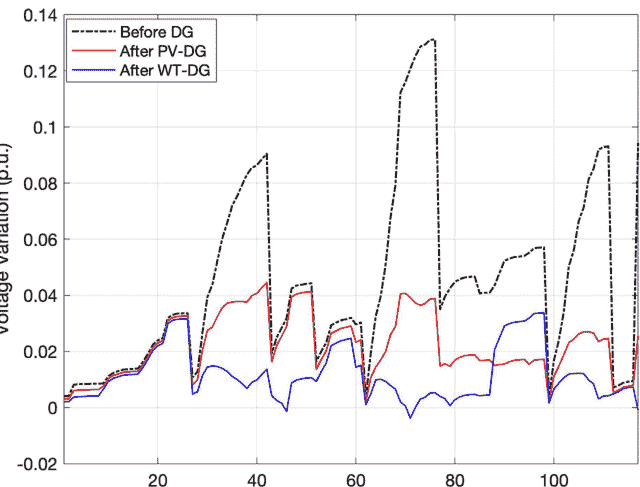 0.14
Before DG
After PV-DG
After WT-DG
0.12
0.1
0.08
0.06
0.04
0.02
0
-0.02
Voltage Variation (p.u.)
20 40 60 80 100